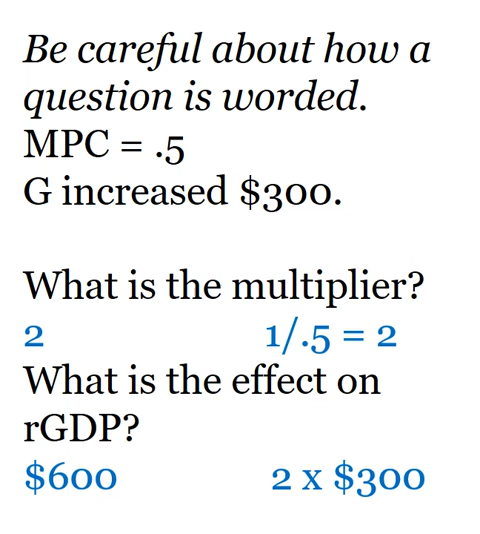 Be careful about how a
question is worded.
MPC = .5
G increased $300.
What is the multiplier?
2 1/.5 = 2
What is the effect on
rGDP?
$600 2 x $300